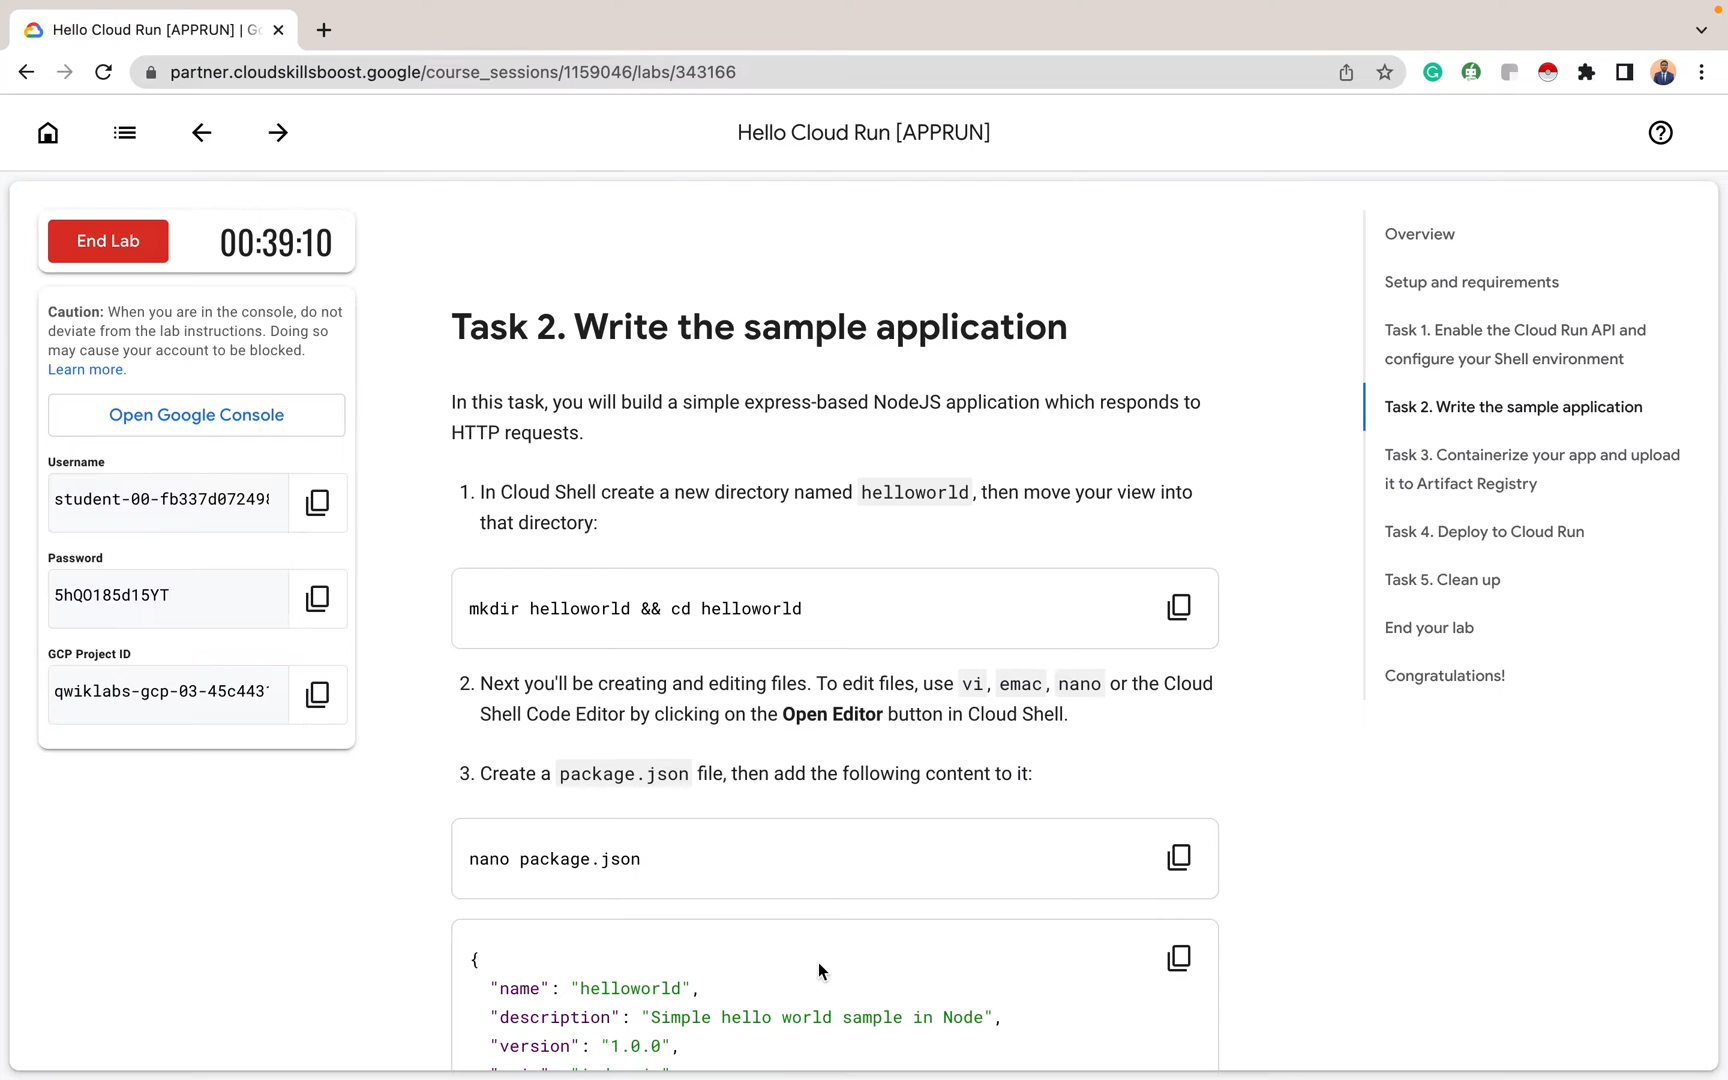 Hello Cloud Run [APPRUN] | Go
partner.cloudskillsboost.google/course_sessions/1159046/labs/343166
Hello Cloud Run [APPRUN]
End Lab
00:39:10
Caution: When you are in the console, do not
deviate from the lab instructions. Doing so
may cause your account to be blocked.
Learn more.
Open Google Console
Username
student-00-fb337d07249
Password
5hQO185d15YT
GCP Project ID
qwiklabs-gcp-03-45c443
Task 2. Write the sample application
In this task, you will build a simple express-based NodeJS application which responds to
HTTP requests.
1. In Cloud Shell create a new directory named helloworld, then move your view into
that directory:
mkdir helloworld && cd helloworld
2. Next you'll be creating and editing files. To edit files, use vi, emac, nano or the Cloud
Shell Code Editor by clicking on the Open Editor button in Cloud Shell.
3. Create a package.json file, then add the following content to it:
nano package.json
{
"name": "helloworld",
"description": "Simple hello world sample in Node",
"version": "1.0.0",
Overview
Setup and requirements
Task 1. Enable the Cloud Run API and
configure your Shell environment
Task 2. Write the sample application
Task 3. Containerize your app and upload
it to Artifact Registry
Task 4. Deploy to Cloud Run
Task 5. Clean up
End your lab
Congratulations!